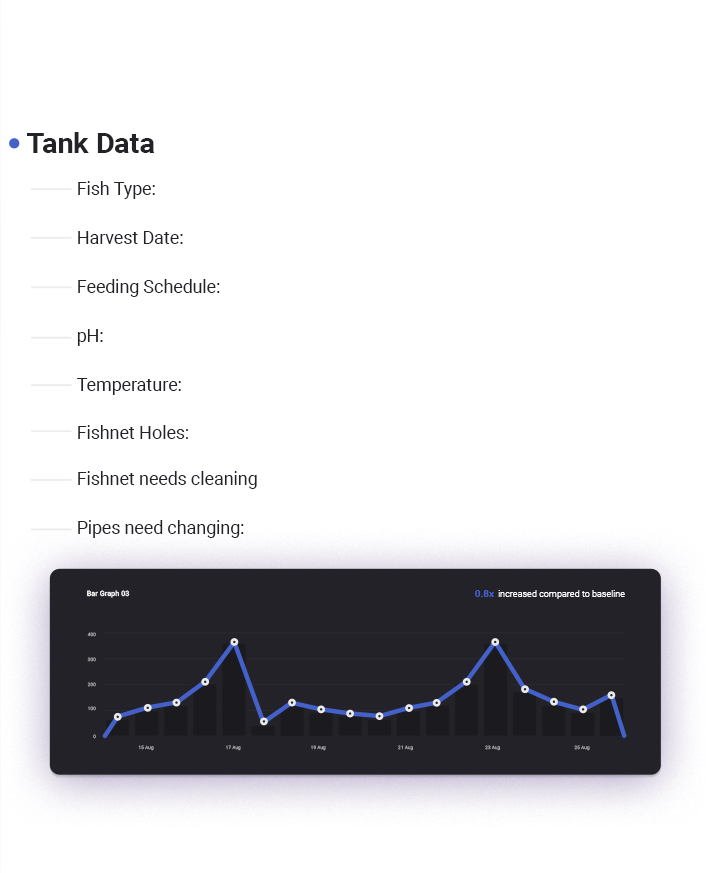 Tank Data
Fish Type:
Harvest Date:
Feeding Schedule:
pH:
Temperature:
Fishnet Holes:
Fishnet needs cleaning
Pipes need changing:
Bar Graph 03
0.8x increased compared to baseline
400
300
200
100
0
15 Aug 17 Aug 19 Aug 21 Aug 23 Aug 25 Aug